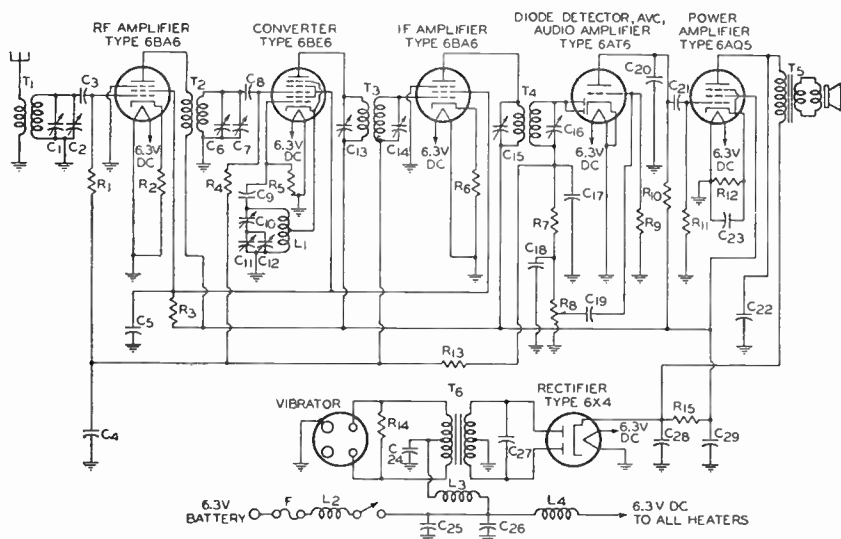 RF AMPLIFIER
TYPE 6BA6
CONVERTER
TYPE 6BE6
IF AMPLIFIER
TYPE 6BA6
DIODE DETECTOR, AVC,
AUDIO AMPLIFIER
TYPE 6AT6
POWER
AMPLIFIER
TYPE 6AQ5
T1
C3
T2
C8
T3
T4
C20
C21
T5
C1
C2
6.3V
DC
C6
C7
6.3V
DC
C13
C14
6.3V
DC
C15
C16
6.3V
DC
6.3V
DC
R1
R2
R4
C9
R5
R6
C17
R10
R12
C10
L1
R7
R9
R11
C23
C11
C12
C18
C5
R3
R8
C19
C22
R13
C4
VIBRATOR
T6
RECTIFIER
TYPE 6X4
R14
C24
C27
6.3V
DC
R15
C28
C29
L3
6.3V
BATTERY
F
L2
C25
C26
L4
6.3V DC
TO ALL HEATERS